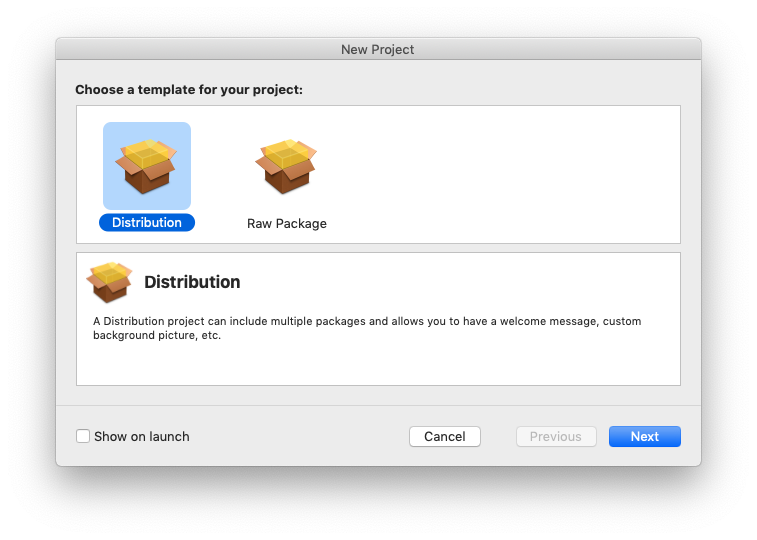 New Project
Choose a template for your project:
Distribution
Raw Package
Distribution
A Distribution project can include multiple packages and allows you to have a welcome message, custom
background picture, etc.
Show on launch
Cancel
Previous
Next